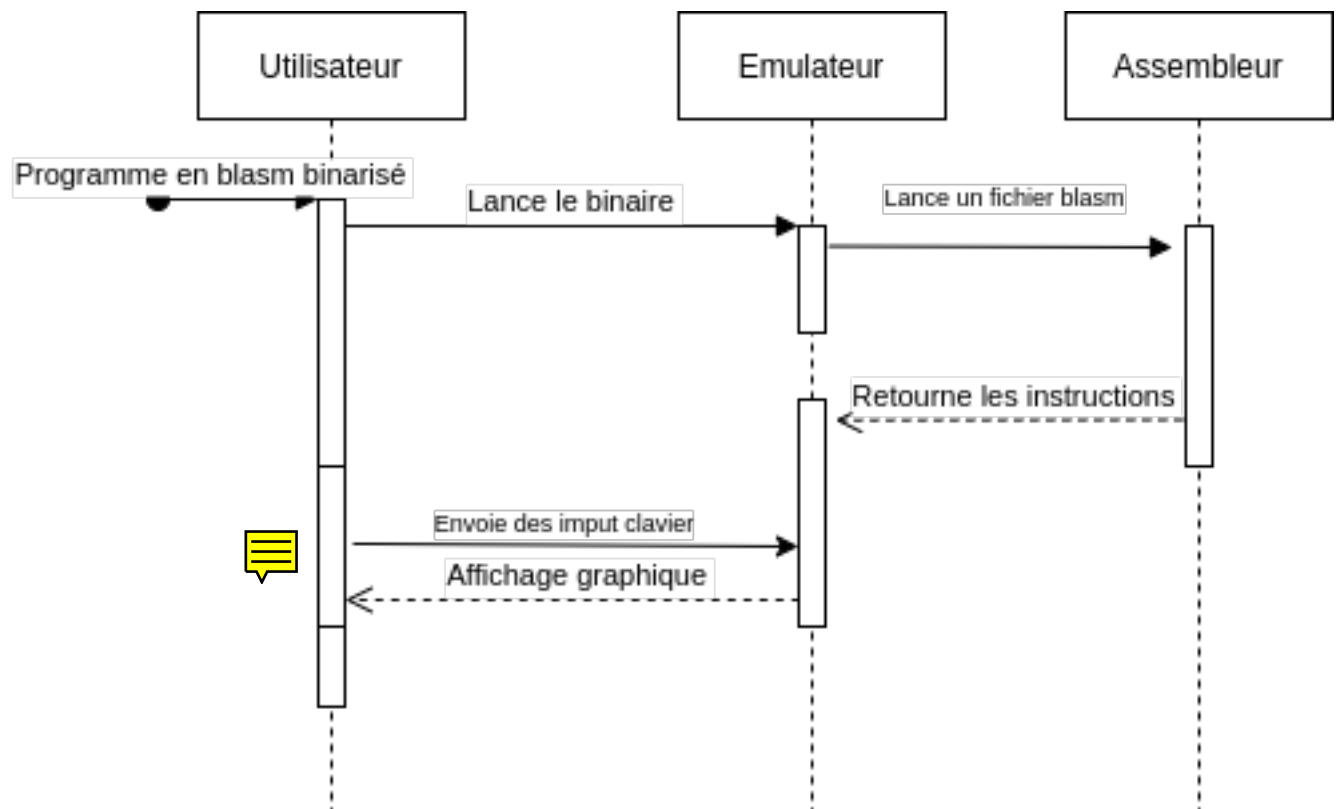 Utilisateur
Emulateur
Assembleur
Programme en blasm binarisé
Lance le binaire
Lance un fichier blasm
Retourne les instructions
Envoie des imput clavier
Affichage graphique